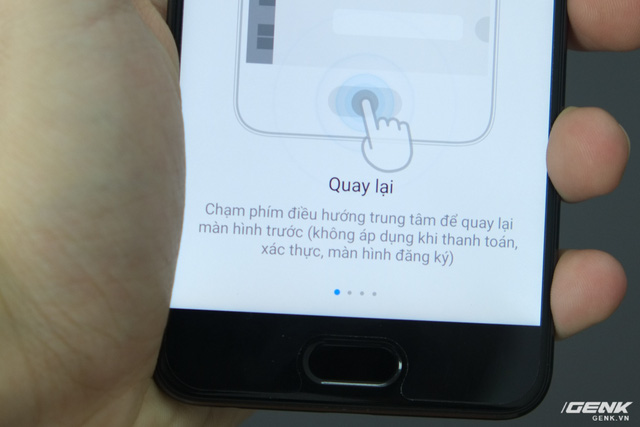 Quay lại
Chạm phím điều hướng trung tâm để quay lại
màn hình trước (không áp dụng khi thanh toán,
xác thực, màn hình đăng ký)
GENK
GENK.VN